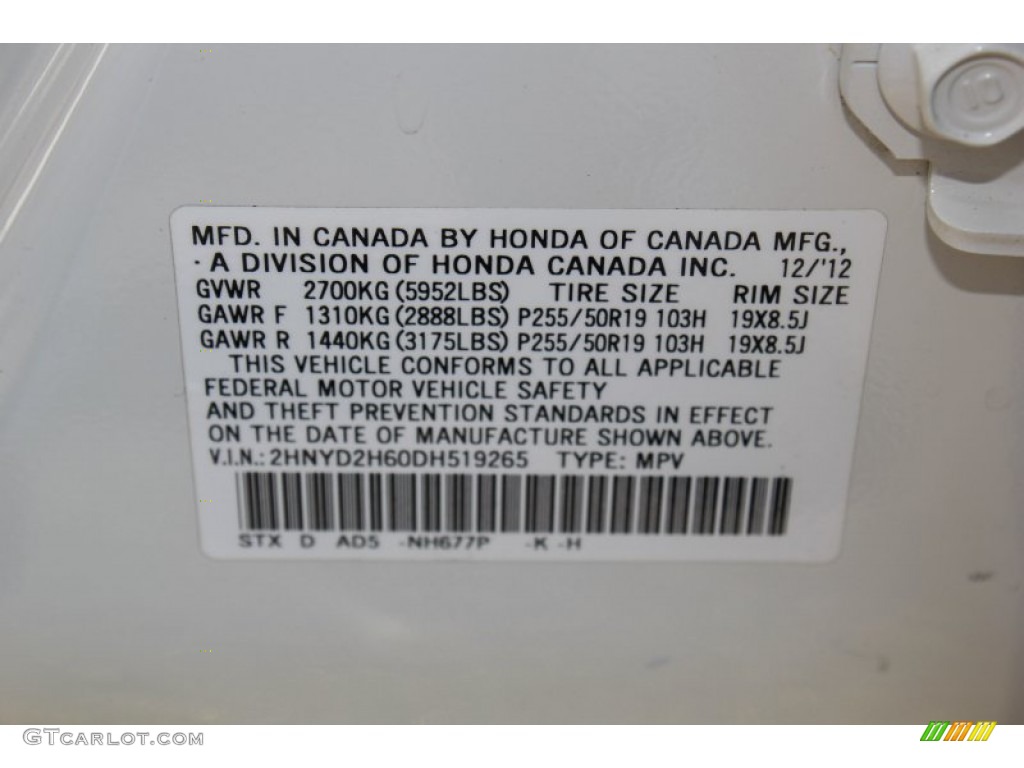 10
MFD. IN CANADA BY HONDA OF CANADA MFG.,
· A DIVISION OF HONDA CANADA INC. 12/'12
GVWR 2700KG (5952LBS) TIRE SIZE RIM SIZE
GAWR F 1310KG (2888LBS) P255/50R19 103H 19X8.5J
GAWR R 1440KG (3175LBS) P255/50R19 103H 19X8.5J
THIS VEHICLE CONFORMS TO ALL APPLICABLE
FEDERAL MOTOR VEHICLE SAFETY
AND THEFT PREVENTION STANDARDS IN EFFECT
ON THE DATE OF MANUFACTURE SHOWN ABOVE.
V.I.N.: 2HNYD2H60DH519265 TYPE: MPV
STX D AD5 -NH677P -K -H
GTCARLOT.COM